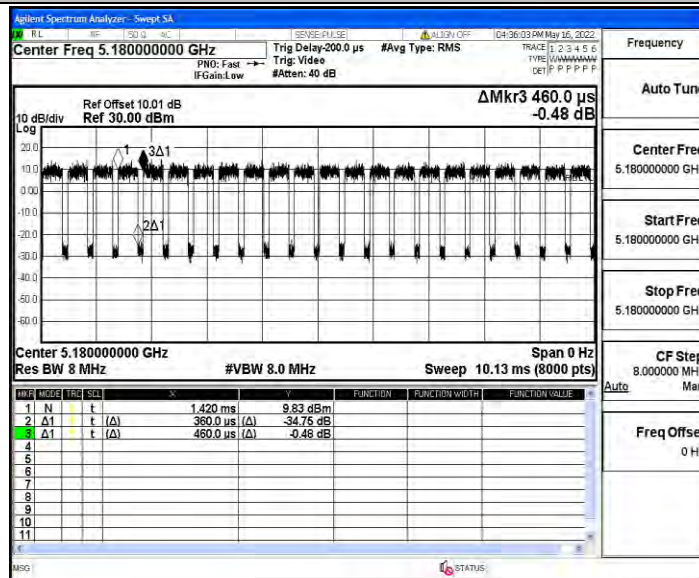 Agilent Spectrum Analyzer - Swept SA
RL RF 50 Ω AC SENSE:PULSE ALIGN OFF 04:36:03 PM May 16, 2022
Center Freq 5.180000000 GHz
PNO: Fast
IFGain:Low
Trig Delay-200.0 µs
Trig: Video
#Atten: 40 dB
#Avg Type: RMS
TRACE 1 2 3 4 5 6
TYPE
DET P P P P P P
Frequency
Auto Tun
Center Fre
5.180000000 GH
Start Fre
5.180000000 GH
Stop Fre
5.180000000 GH
CF Step
8.000000 MH
Auto Ma
Freq Offse
0 H
ΔMkr3 460.0 µs
-0.48 dB
Ref Offset 10.01 dB
10 dB/div Ref 30.00 dBm
Log
20.0
10.0
0.00
-10.0
-20.0
-30.0
-40.0
-50.0
-60.0
1
3Δ1
2Δ1
Center 5.180000000 GHz Span 0 Hz
Res BW 8 MHz #VBW 8.0 MHz Sweep 10.13 ms (8000 pts)
MKR MODE TRC SCL X Y FUNCTION FUNCTION WIDTH FUNCTION VALUE
1 N t 1.420 ms 9.83 dBm
2 Δ1 t (Δ) 360.0 µs (Δ) -34.75 dB
3 Δ1 t (Δ) 460.0 µs (Δ) -0.48 dB
4
5
6
7
8
9
10
11
MSG STATUS